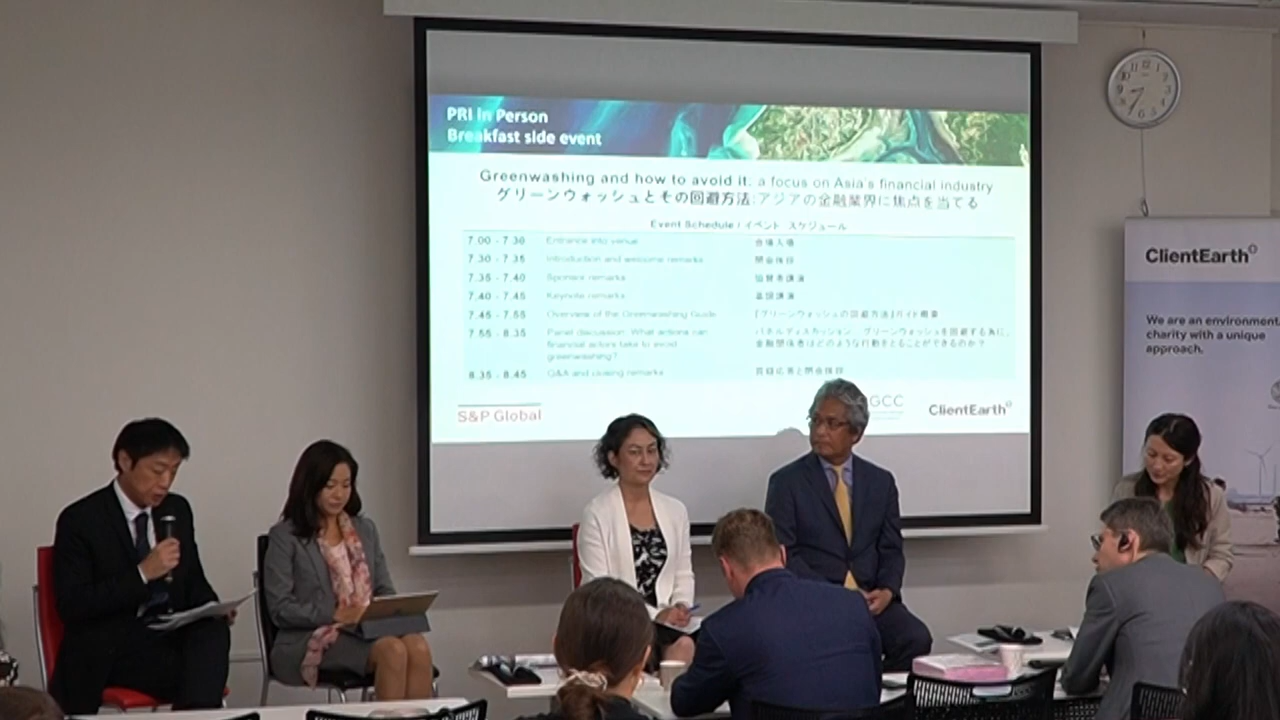 PRI In Person
Breakfast side event
Greenwashing and how to avoid it: a focus on Asia's financial industry
グリーンウォッシュとその回避方法:アジアの金融業界に焦点を当てる
Event Schedule / イベント スケジュール
7.00 - 7.30 Entrance into venue 会場入場
7.30 - 7.35 Introduction and welcome remarks 開会挨拶
7.35 - 7.40 Sponsor remarks 協賛者講演
7.40 - 7.45 Keynote remarks 基調講演
7.45 - 7.55 Overview of the Greenwashing Guide 『グリーンウォッシュの回避方法』ガイド概要
7.55 - 8.35 Panel discussion: What actions can パネルディスカッション グリーンウォッシュを回避する為に、
financial actors take to avoid 金融関係者はどのような行動をとることができるのか?
greenwashing?
8.35 - 8.45 Q&A and closing remarks 質疑応答と閉会挨拶
S&P Global
GCC
ClientEarth
ClientEarth
We are an environment
charity with a unique
approach.
12